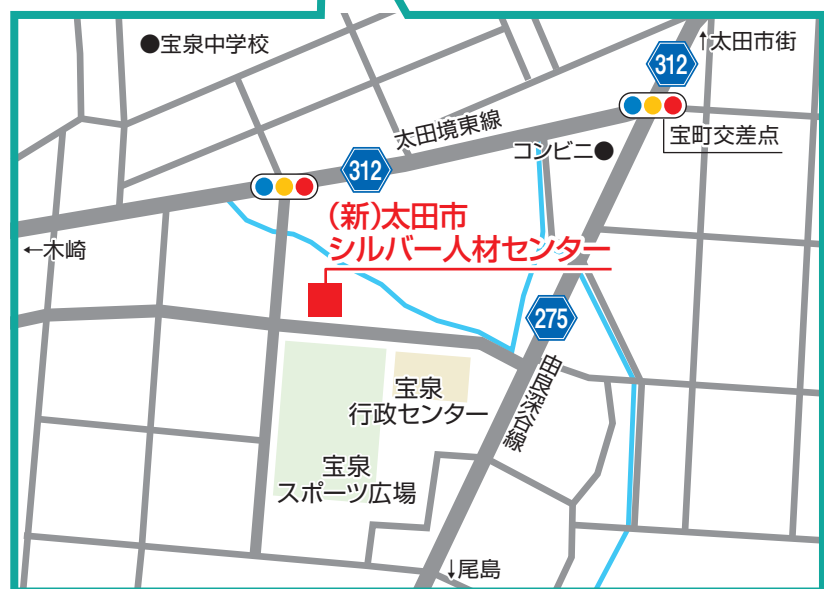 ●宝泉中学校
↑太田市街
312
太田境東線
コンビニ●
宝町交差点
312
(新)太田市
シルバー人材センター
←木崎
275
由良深谷線
宝泉
行政センター
宝泉
スポーツ広場
↓尾島